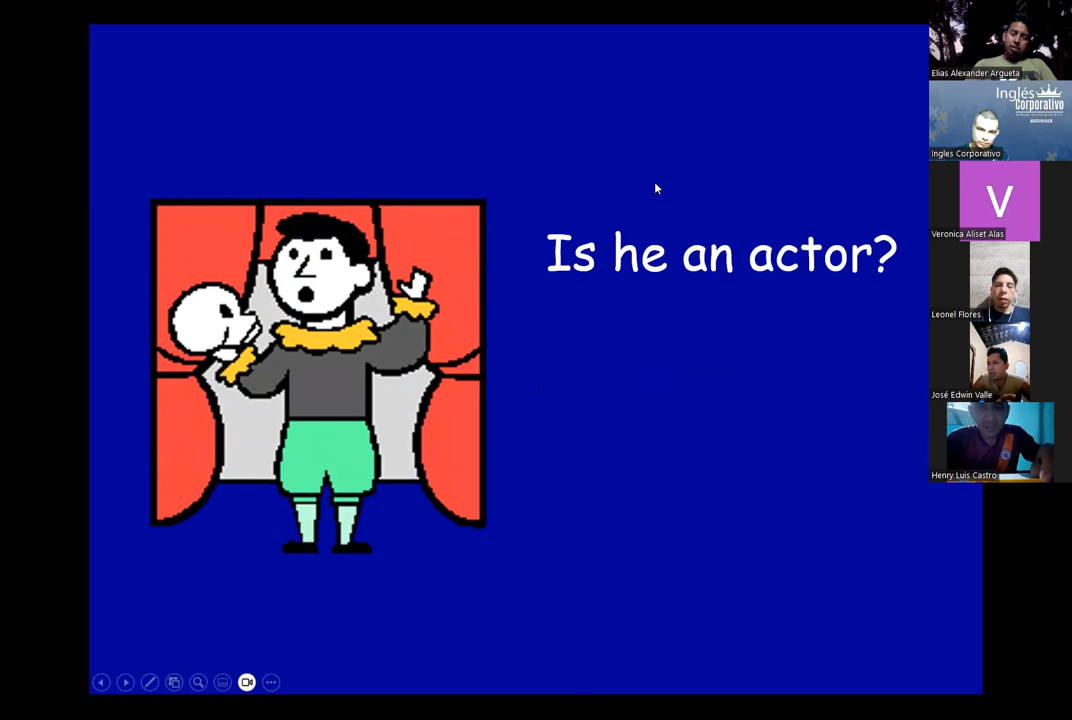 Is he an actor?
Elias Alexander Argueta
Inglés
Corporativo
BEGINNER
Ingles Corporativo
V
Veronica Aliset Alas
Leonel Flores
José Edwin Valle
Henry Luis Castro